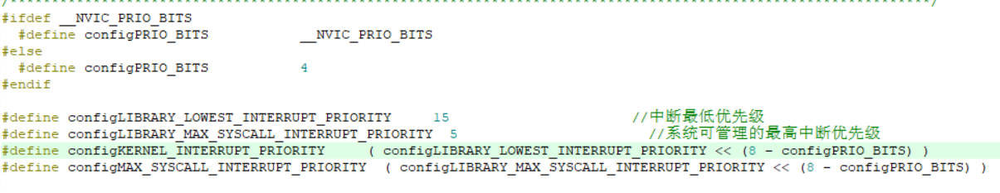 /***************************************************************************************************************/
#ifdef __NVIC_PRIO_BITS
#define configPRIO_BITS __NVIC_PRIO_BITS
#else
#define configPRIO_BITS 4
#endif
#define configLIBRARY_LOWEST_INTERRUPT_PRIORITY 15 //中断最低优先级
#define configLIBRARY_MAX_SYSCALL_INTERRUPT_PRIORITY 5 //系统可管理的最高中断优先级
#define configKERNEL_INTERRUPT_PRIORITY ( configLIBRARY_LOWEST_INTERRUPT_PRIORITY << (8 - configPRIO_BITS) )
#define configMAX_SYSCALL_INTERRUPT_PRIORITY ( configLIBRARY_MAX_SYSCALL_INTERRUPT_PRIORITY << (8 - configPRIO_BITS) )